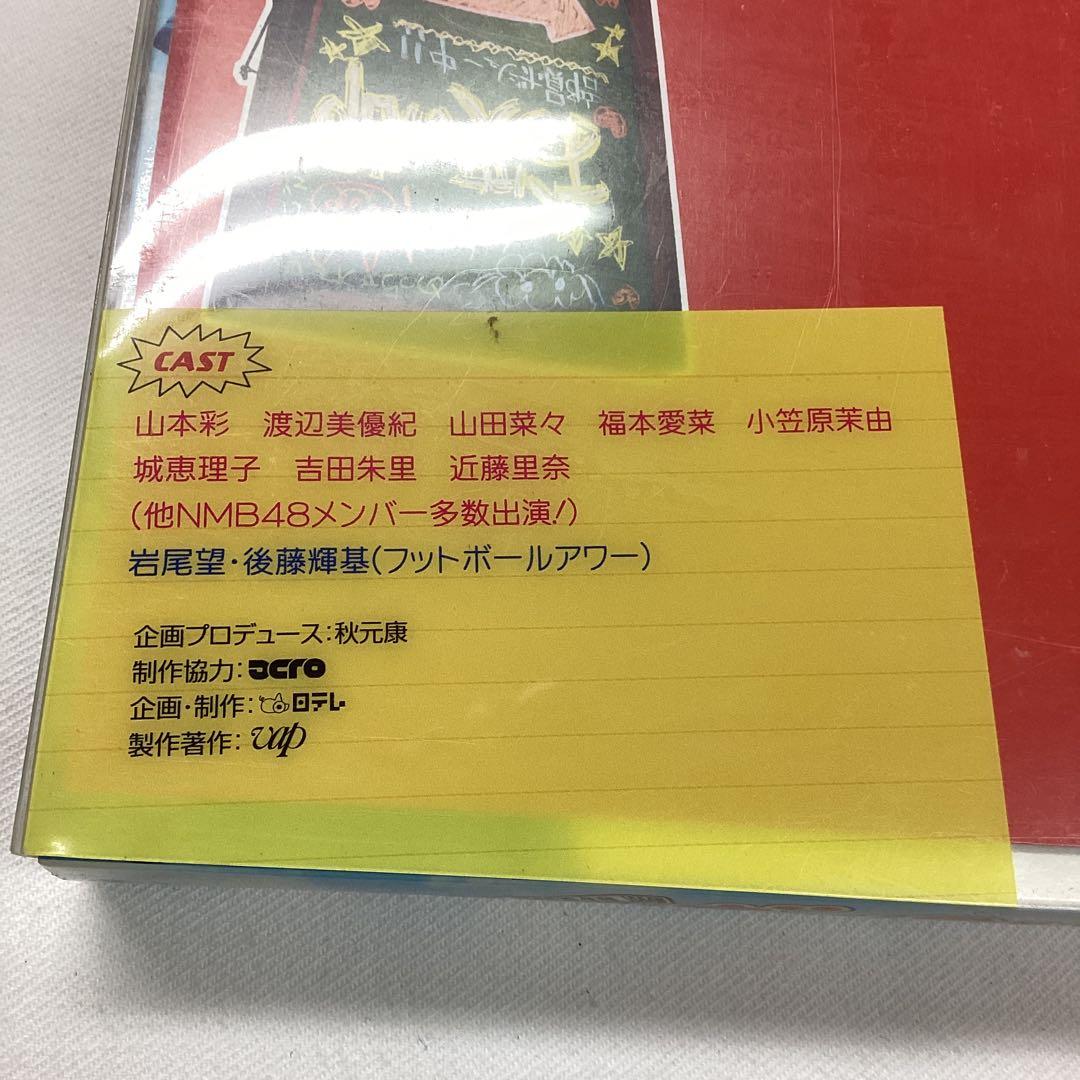 CAST
山本彩 渡辺美優紀 山田菜々 福本愛菜 小笠原茉由
城恵理子 吉田朱里 近藤里奈
(他NMB48メンバー多数出演!)
岩尾望・後藤輝基(フットボールアワー)
企画プロデュース:秋元康
制作協力:acro
企画・制作:日テレ
製作著作:vap